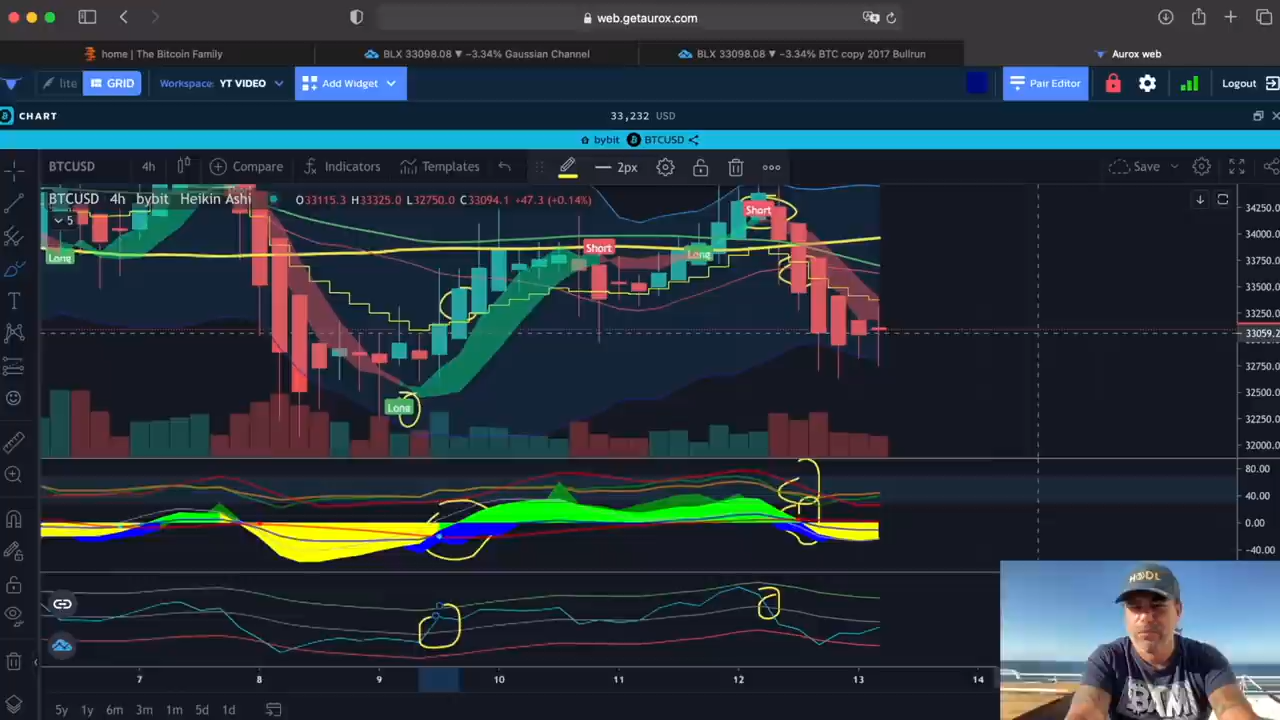 web.getaurox.com
home | The Bitcoin Family
BLX 33098.08 ▼ −3.34% Gaussian Channel
BLX 33098.08 ▼ −3.34% BTC copy 2017 Bullrun
Aurox web
lite
GRID
Workspace: YT VIDEO
Add Widget
Pair Editor
Logout
CHART
33,232 USD
bybit
BTCUSD
BTCUSD
4h
Compare
Indicators
Templates
2px
Save
BTCUSD 4h bybit Heikin Ashi
O33115.3 H33325.0 L32750.0 C33094.1 +47.3 (+0.14%)
5
Long
Short
Long
Short
Long
34250.0
34000.0
33750.0
33500.0
33250.0
33059.2
32750.0
32500.0
32250.0
32000.0
80.00
40.00
0.00
−40.00
7
8
9
10
11
12
13
14
5y
1y
6m
3m
1m
5d
1d
HODL